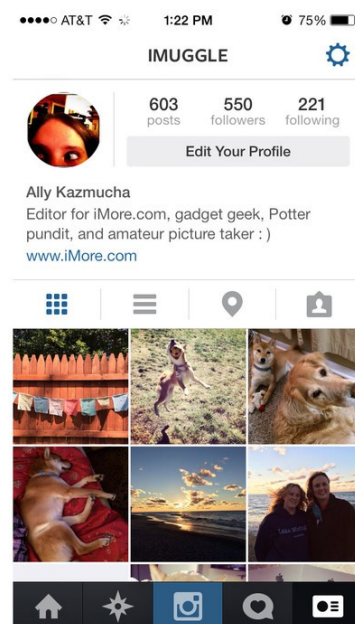 AT&T 1:22 PM 75%
IMUGGLE
603 550 221
posts followers following
Edit Your Profile
Ally Kazmucha
Editor for iMore.com, gadget geek, Potter
pundit, and amateur picture taker : )
www.iMore.com